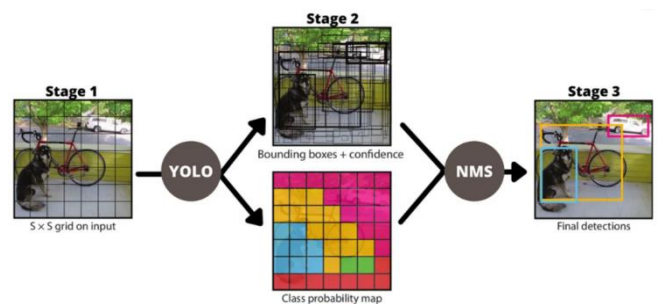 Stage 1
S × S grid on input
YOLO
Stage 2
Bounding boxes + confidence
Class probability map
NMS
Stage 3
Final detections